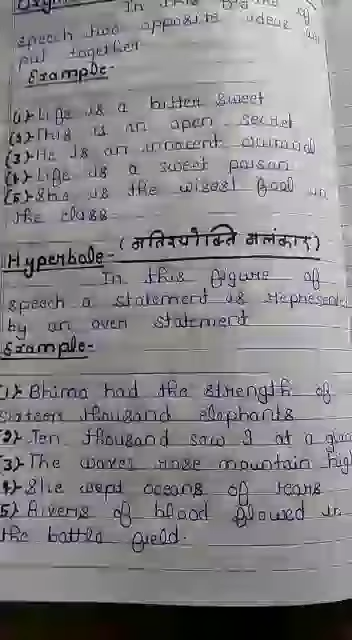 In this figure of
speech two opposite ideas are
put together
Example-
(1) Life is a bitter sweet
(2) This is an open secret
(3) He is an innocent criminal
(4) Life is a sweet poison
(5) She is the wisest fool in
the class
Hyperbole- (अतिश्योक्ति अलंकार)
In this figure of
speech a statement is represent
by an over statement
Example-
1) Bhima had the strength of
sixteen thousand elephants
(2) Ten thousand saw I at a glan
(3) The waves rose mountain high
4) She wept oceans of tears
5) Rivers of blood flowed in
the battle field.